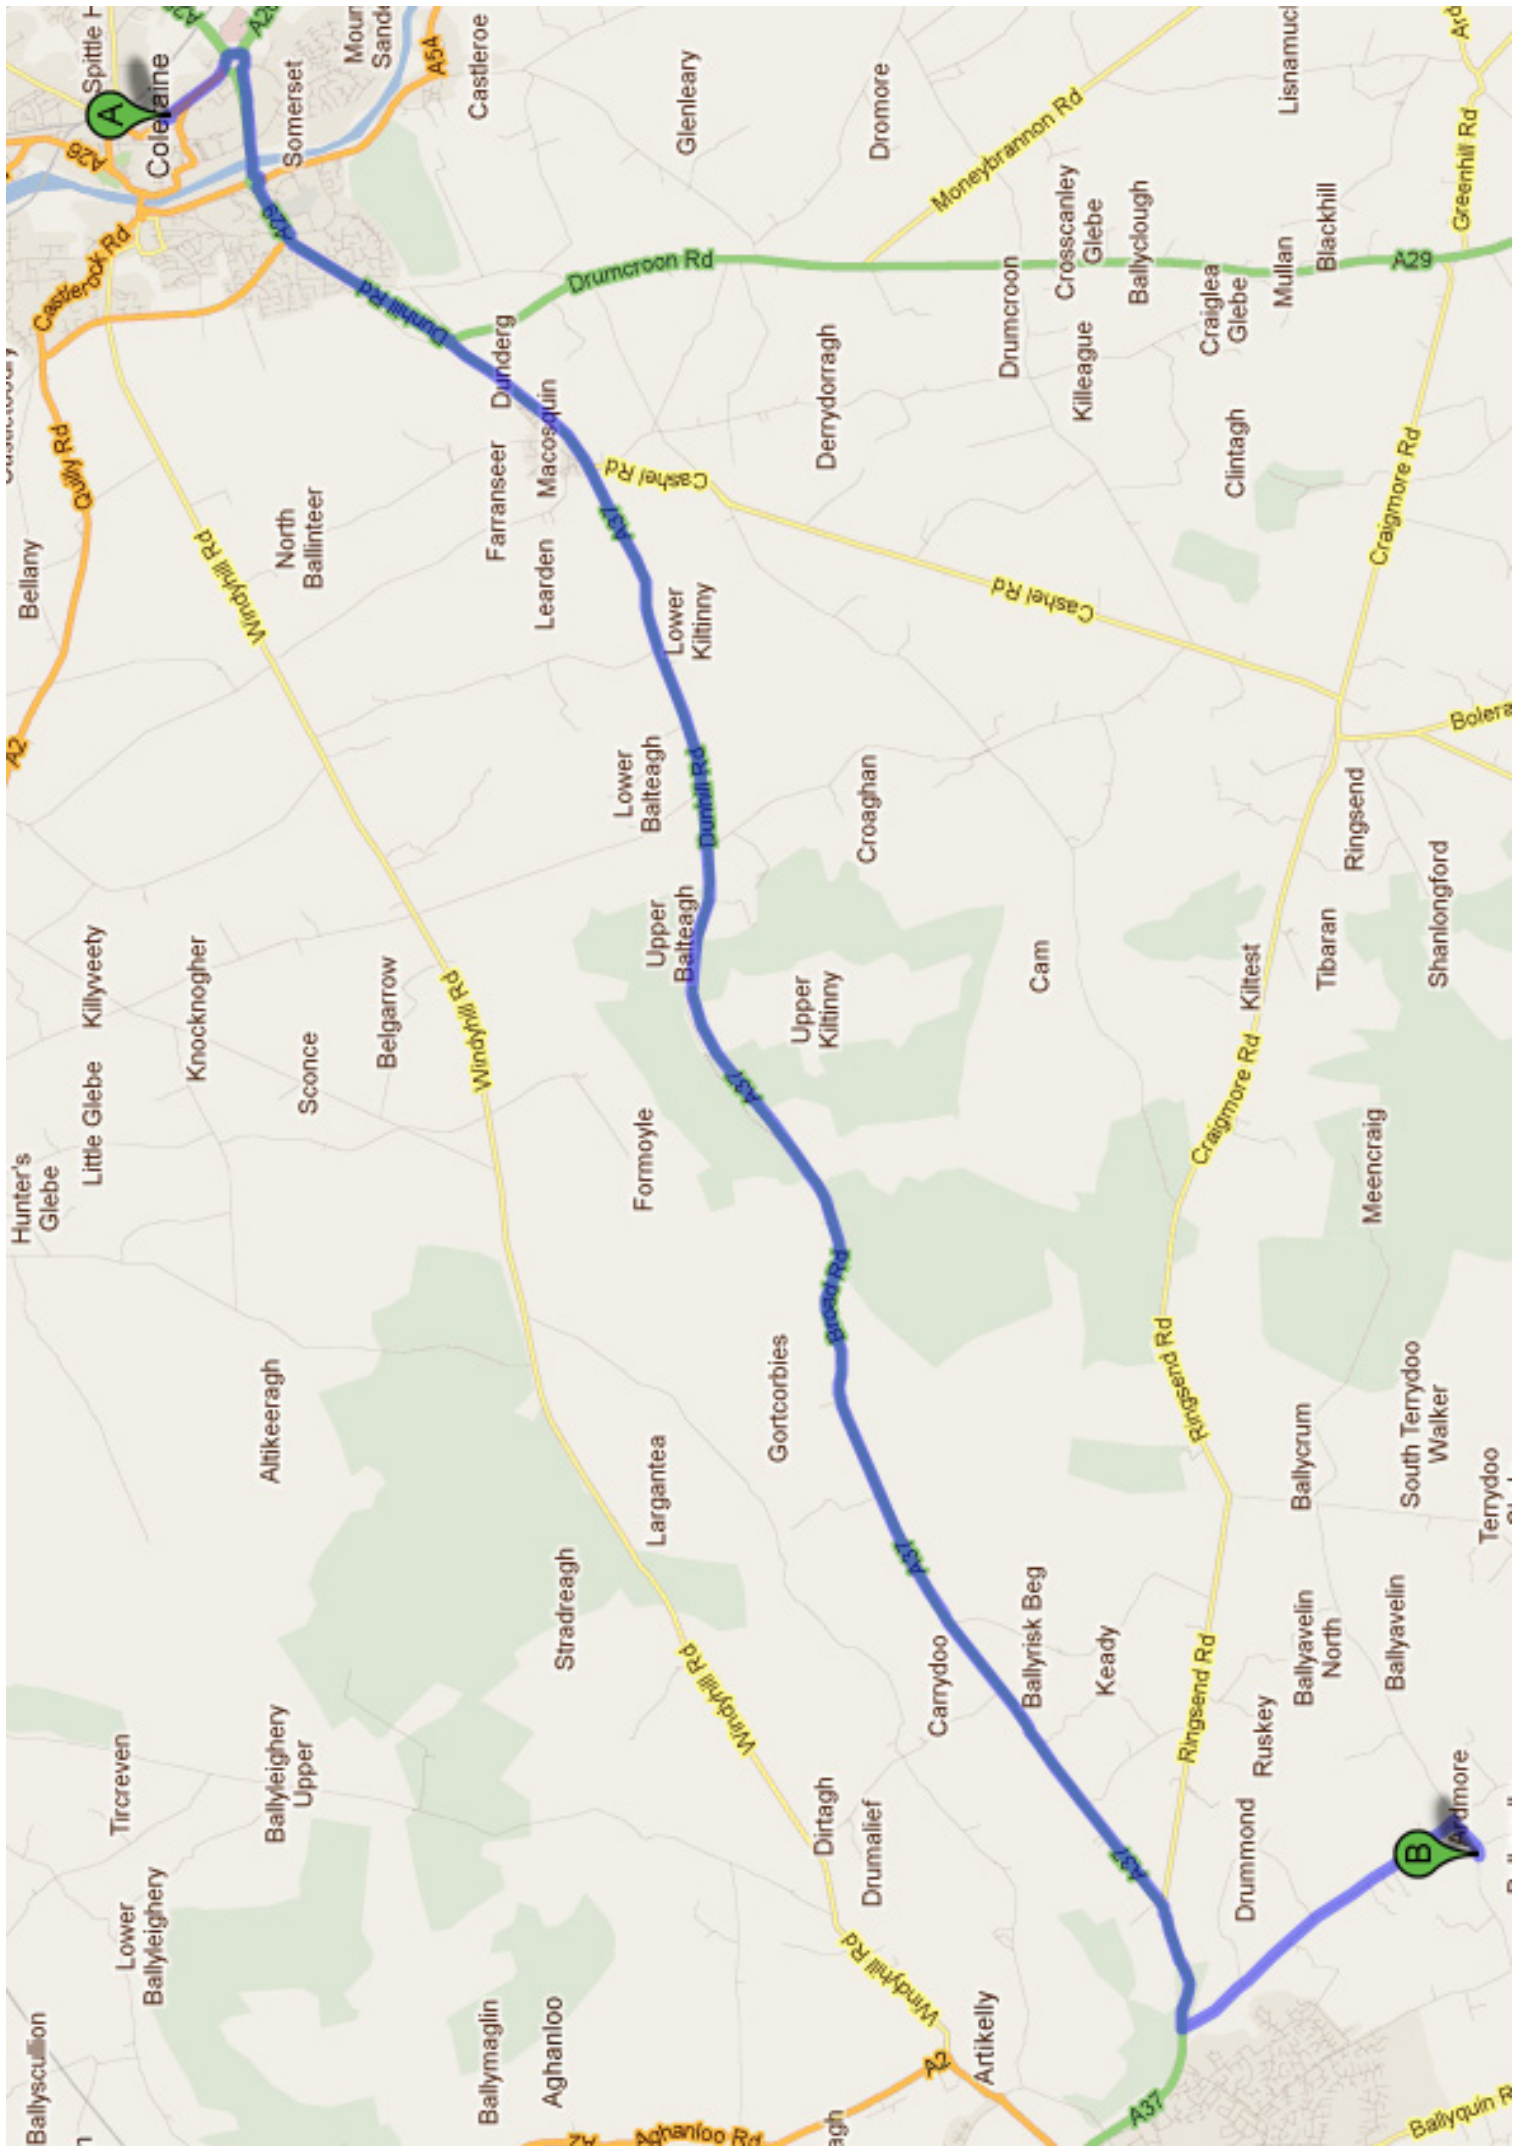 Spittle H
A26
A
Coleraine
A26
Castlerock Rd
Somerset
A54
Castleroe
A29
Dunhill Rd
Drumcroon Rd
Glenleary
Dromore
Moneybrannon Rd
Crosscanley
Glebe
Ballyclough
Lisnamuc
Greenhill Rd
Blackhill
Mullan
A29
Craiglea
Glebe
Drumcroon
Killeague
Clintagh
Craigmore Rd
Derrydorragh
Dunderg
Macosquin
Farranseer
Learden
Cashel Rd
A37
Cashel Rd
Quilly Rd
Bellany
A2
Windyhill Rd
North
Ballinteer
Lower
Kiltinny
Lower
Balteagh
Dunhill Rd
Croaghan
Ringsend
Shanlongford
Tibaran
Kiltest
Cam
Upper
Balteagh
Upper
Kiltinny
Killyveety
Knocknogher
Little Glebe
Hunter's
Glebe
Sconce
Belgarrow
Windyhill Rd
A37
Formoyle
Craigmore Rd
Meencraig
Broad Rd
Gortcorbies
Altikeeragh
Largantea
Stradreagh
Ringsend Rd
Ballycrum
South Terrydoo
Walker
Terrydoo
A37
Carrydoo
Ballyrisk Beg
Keady
Ballyavelin
North
Ballyavelin
Ringsend Rd
Ruskey
Drummond
Ardmore
B
A37
Windyhill Rd
Dirtagh
Drumalief
Tircreven
Ballyleighery
Upper
Lower
Ballyleighery
Ballyscullion
Ballymaglin
Aghanloo
Windyhill Rd
Artikelly
A2
A37
Aghanloo Rd
Ballyquin R